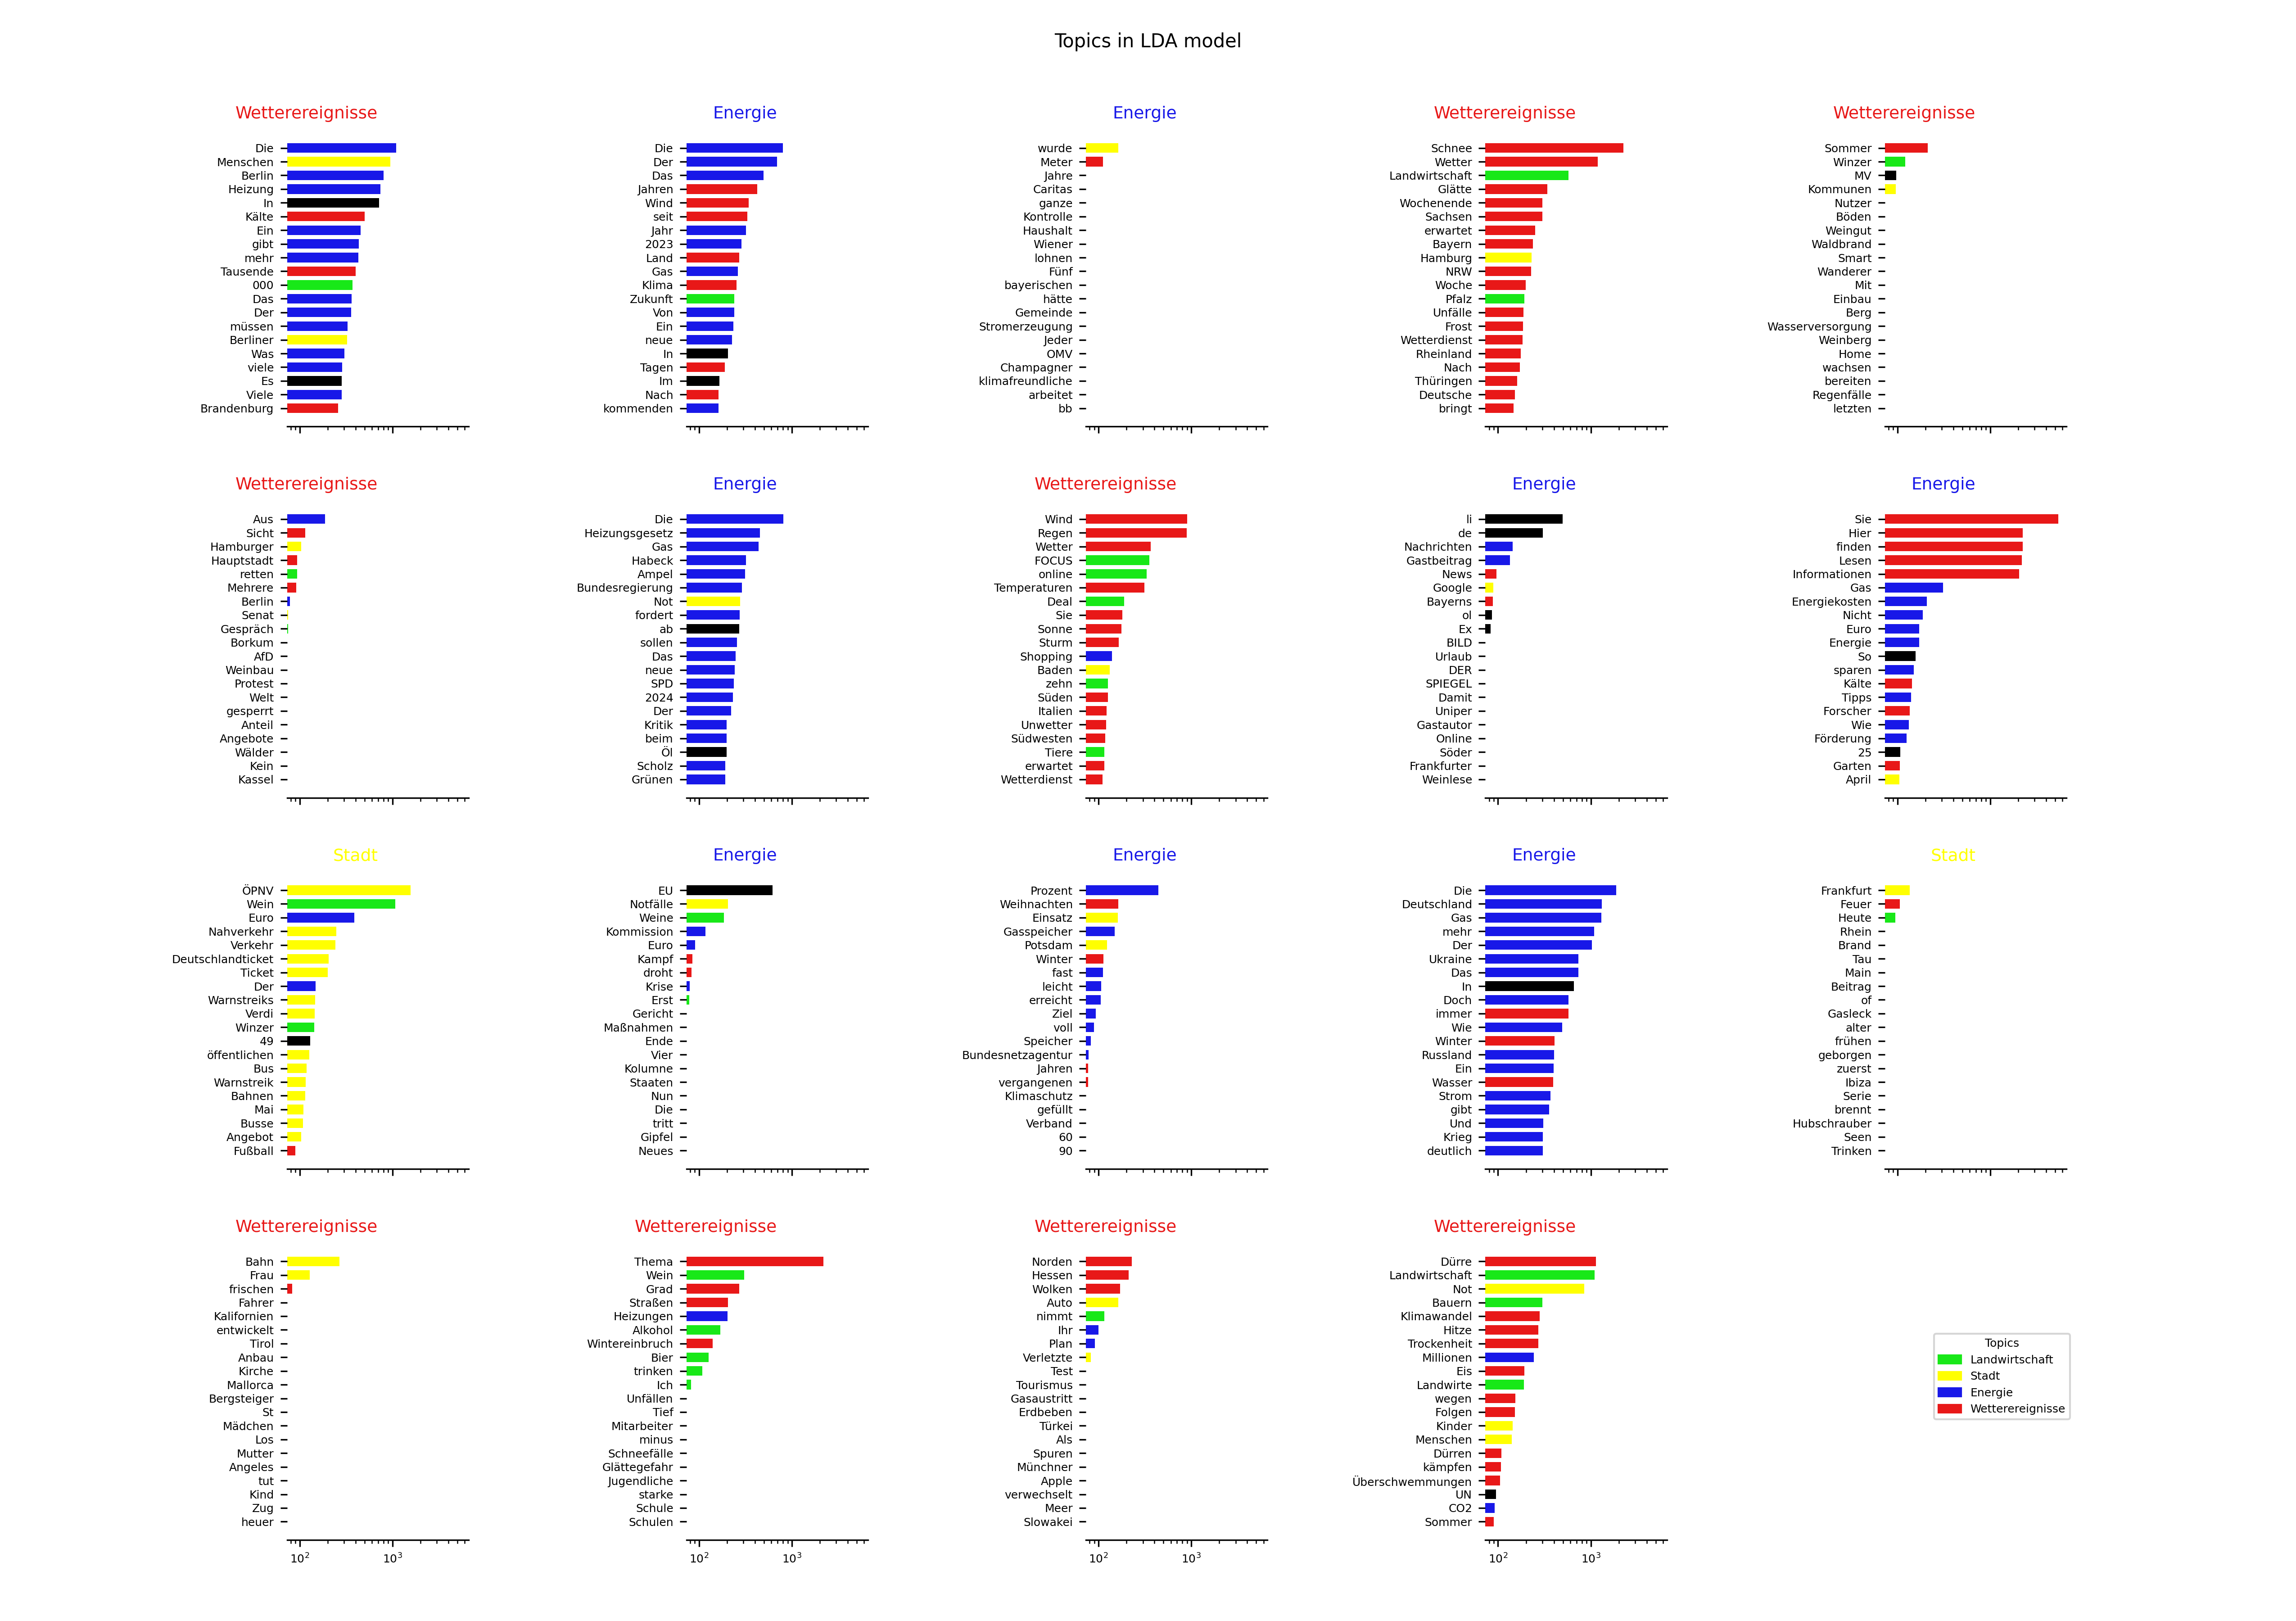 Topics in LDA model
Wetterereignisse
Die
Menschen
Berlin
Heizung
In
Kälte
Ein
gibt
mehr
Tausende
000
Das
Der
müssen
Berliner
Was
viele
Es
Viele
Brandenburg
Energie
Die
Der
Das
Jahren
Wind
seit
Jahr
2023
Land
Gas
Klima
Zukunft
Von
Ein
neue
In
Tagen
Im
Nach
kommenden
Energie
wurde
Meter
Jahre
Caritas
ganze
Kontrolle
Haushalt
Wiener
lohnen
Fünf
bayerischen
hätte
Gemeinde
Stromerzeugung
Jeder
OMV
Champagner
klimafreundliche
arbeitet
bb
Wetterereignisse
Schnee
Wetter
Landwirtschaft
Glätte
Wochenende
Sachsen
erwartet
Bayern
Hamburg
NRW
Woche
Pfalz
Unfälle
Frost
Wetterdienst
Rheinland
Nach
Thüringen
Deutsche
bringt
Wetterereignisse
Sommer
Winzer
MV
Kommunen
Nutzer
Böden
Weingut
Waldbrand
Smart
Wanderer
Mit
Einbau
Berg
Wasserversorgung
Weinberg
Home
wachsen
bereiten
Regenfälle
letzten
Wetterereignisse
Aus
Sicht
Hamburger
Hauptstadt
retten
Mehrere
Berlin
Senat
Gespräch
Borkum
AfD
Weinbau
Protest
Welt
gesperrt
Anteil
Angebote
Wälder
Kein
Kassel
Energie
Die
Heizungsgesetz
Gas
Habeck
Ampel
Bundesregierung
Not
fordert
ab
sollen
Das
neue
SPD
2024
Der
Kritik
beim
Öl
Scholz
Grünen
Wetterereignisse
Wind
Regen
Wetter
FOCUS
online
Temperaturen
Deal
Sie
Sonne
Sturm
Shopping
Baden
zehn
Süden
Italien
Unwetter
Südwesten
Tiere
erwartet
Wetterdienst
Energie
li
de
Nachrichten
Gastbeitrag
News
Google
Bayerns
ol
Ex
BILD
Urlaub
DER
SPIEGEL
Damit
Uniper
Gastautor
Online
Söder
Frankfurter
Weinlese
Energie
Sie
Hier
finden
Lesen
Informationen
Gas
Energiekosten
Nicht
Euro
Energie
So
sparen
Kälte
Tipps
Forscher
Wie
Förderung
25
Garten
April
Stadt
ÖPNV
Wein
Euro
Nahverkehr
Verkehr
Deutschlandticket
Ticket
Der
Warnstreiks
Verdi
Winzer
49
öffentlichen
Bus
Warnstreik
Bahnen
Mai
Busse
Angebot
Fußball
Energie
EU
Notfälle
Weine
Kommission
Euro
Kampf
droht
Krise
Erst
Gericht
Maßnahmen
Ende
Vier
Kolumne
Staaten
Nun
Die
tritt
Gipfel
Neues
Energie
Prozent
Weihnachten
Einsatz
Gasspeicher
Potsdam
Winter
fast
leicht
erreicht
Ziel
voll
Speicher
Bundesnetzagentur
Jahren
vergangenen
Klimaschutz
gefüllt
Verband
60
90
Energie
Die
Deutschland
Gas
mehr
Der
Ukraine
Das
In
Doch
immer
Wie
Winter
Russland
Ein
Wasser
Strom
gibt
Und
Krieg
deutlich
Stadt
Frankfurt
Feuer
Heute
Rhein
Brand
Tau
Main
Beitrag
of
Gasleck
alter
frühen
geborgen
zuerst
Ibiza
Serie
brennt
Hubschrauber
Seen
Trinken
Wetterereignisse
Bahn
Frau
frischen
Fahrer
Kalifornien
entwickelt
Tirol
Anbau
Kirche
Mallorca
Bergsteiger
St
Mädchen
Los
Mutter
Angeles
tut
Kind
Zug
heuer
10² 10³
Wetterereignisse
Thema
Wein
Grad
Straßen
Heizungen
Alkohol
Wintereinbruch
Bier
trinken
Ich
Unfällen
Tief
Mitarbeiter
minus
Schneefälle
Glättegefahr
Jugendliche
starke
Schule
Schulen
10² 10³
Wetterereignisse
Norden
Hessen
Wolken
Auto
nimmt
Ihr
Plan
Verletzte
Test
Tourismus
Gasaustritt
Erdbeben
Türkei
Als
Spuren
Münchner
Apple
verwechselt
Meer
Slowakei
10² 10³
Wetterereignisse
Dürre
Landwirtschaft
Not
Bauern
Klimawandel
Hitze
Trockenheit
Millionen
Eis
Landwirte
wegen
Folgen
Kinder
Menschen
Dürren
kämpfen
Überschwemmungen
UN
CO2
Sommer
10² 10³
Topics
Landwirtschaft
Stadt
Energie
Wetterereignisse